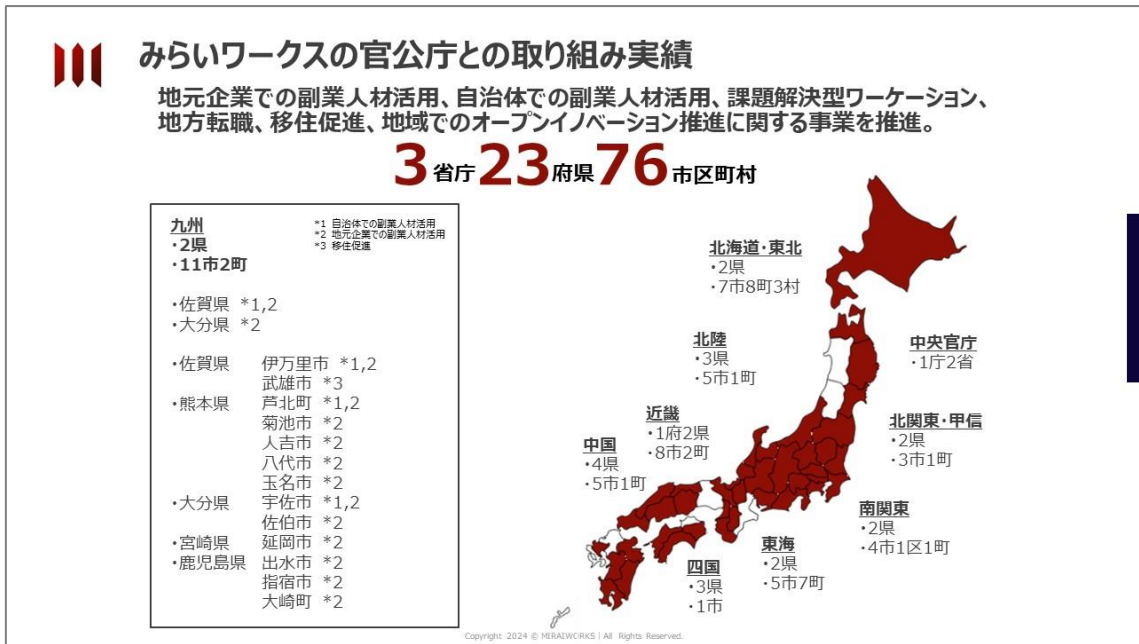 みらいワークスの官公庁との取り組み実績
地元企業での副業人材活用、自治体での副業人材活用、課題解決型ワーケーション、
地方転職、移住促進、地域でのオープンイノベーション推進に関する事業を推進。
3省庁23府県76市区町村
九州
・2県
・11市2町
*1 自治体での副業人材活用
*2 地元企業での副業人材活用
*3 移住促進
・佐賀県 *1,2
・大分県 *2
・佐賀県 伊万里市 *1,2
武雄市 *3
・熊本県 芦北町 *1,2
菊池市 *2
人吉市 *2
八代市 *2
玉名市 *2
・大分県 宇佐市 *1,2
佐伯市 *2
・宮崎県 延岡市 *2
・鹿児島県 出水市 *2
指宿市 *2
大崎町 *2
北海道・東北
・2県
・7市8町3村
北陸
・3県
・5市1町
中央官庁
・1庁2省
近畿
・1府2県
・8市2町
北関東・甲信
・2県
・3市1町
中国
・4県
・5市1町
南関東
・2県
・4市1区1町
東海
・2県
・5市7町
四国
・3県
・1市
Copyright 2024 © MIRAIWORKS | All Rights Reserved.